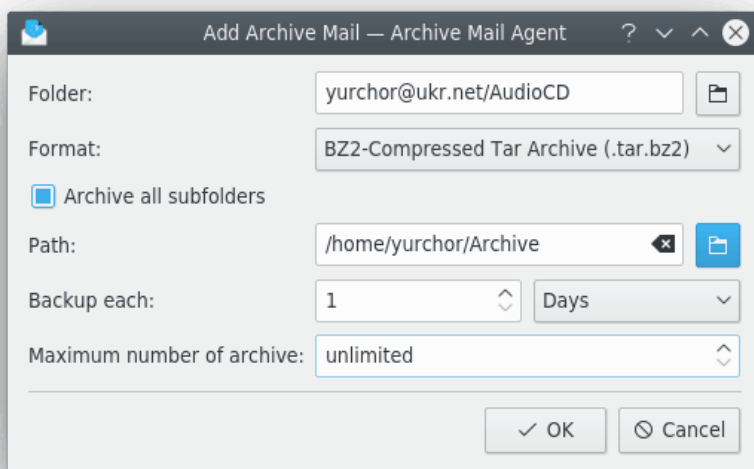 Add Archive Mail — Archive Mail Agent
Folder: yurchor@ukr.net/AudioCD
Format: BZ2-Compressed Tar Archive (.tar.bz2)
Archive all subfolders
Path: /home/yurchor/Archive
Backup each: 1 Days
Maximum number of archive: unlimited
OK Cancel